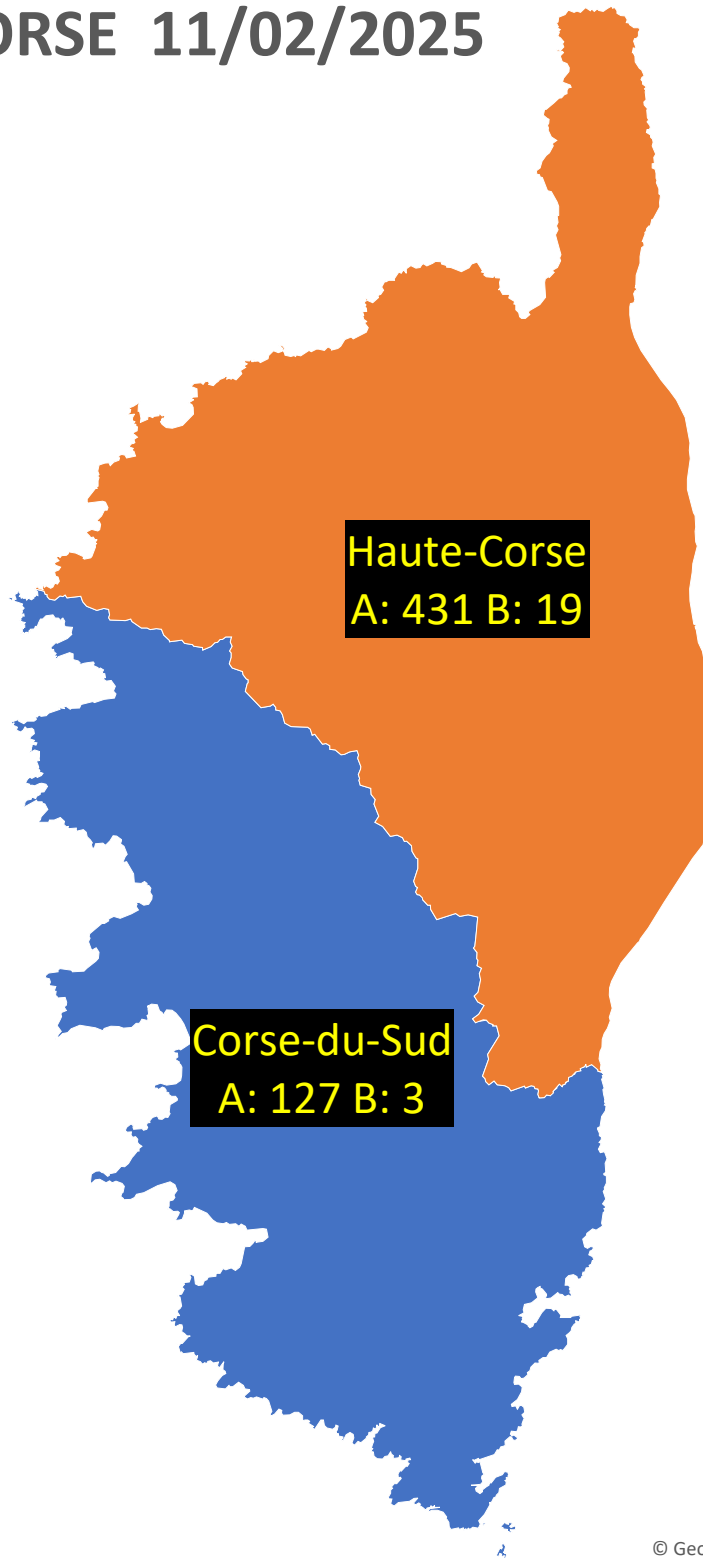 ORSE 11/02/2025
Haute-Corse
A: 431 B: 19
Corse-du-Sud
A: 127 B: 3
© Geo